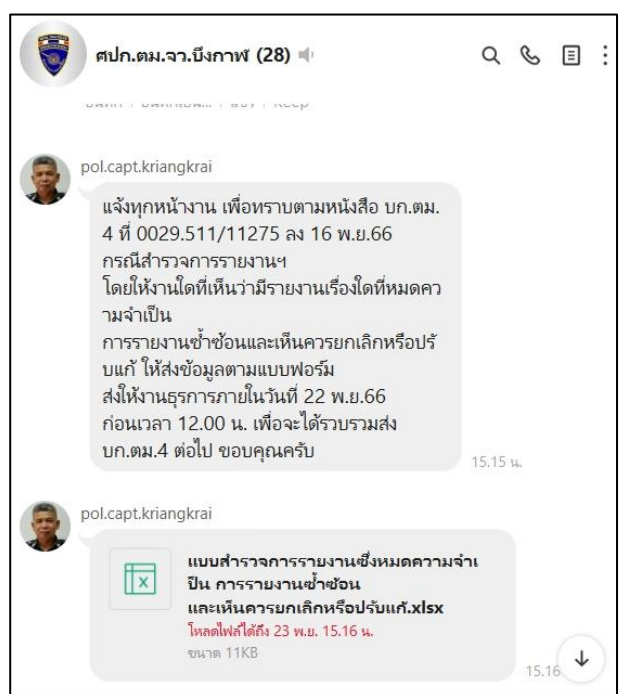 ศปก.ตม.จว.บึงกาฬ (28)
pol.capt.kriangkrai
แจ้งทุกหน้างาน เพื่อทราบตามหนังสือ บก.ตม.
4 ที่ 0029.511/11275 ลง 16 พ.ย.66
กรณีสำรวจการรายงานฯ
โดยให้งานใดที่เห็นว่ามีรายงานเรื่องใดที่หมดคว
ามจำเป็น
การรายงานซ้ำซ้อนและเห็นควรยกเลิกหรือปรั
บแก้ ให้ส่งข้อมูลตามแบบฟอร์ม
ส่งให้งานธุรการภายในวันที่ 22 พ.ย.66
ก่อนเวลา 12.00 น. เพื่อจะได้รวบรวมส่ง
บก.ตม.4 ต่อไป ขอบคุณครับ
15.15 น.
pol.capt.kriangkrai
แบบสำรวจการรายงานซึ่งหมดความจำเ
ป็น การรายงานซ้ำซ้อน
และเห็นควรยกเลิกหรือปรับแก้.xlsx
โหลดไฟล์ได้ถึง 23 พ.ย. 15.16 น.
ขนาด 11KB
15.16